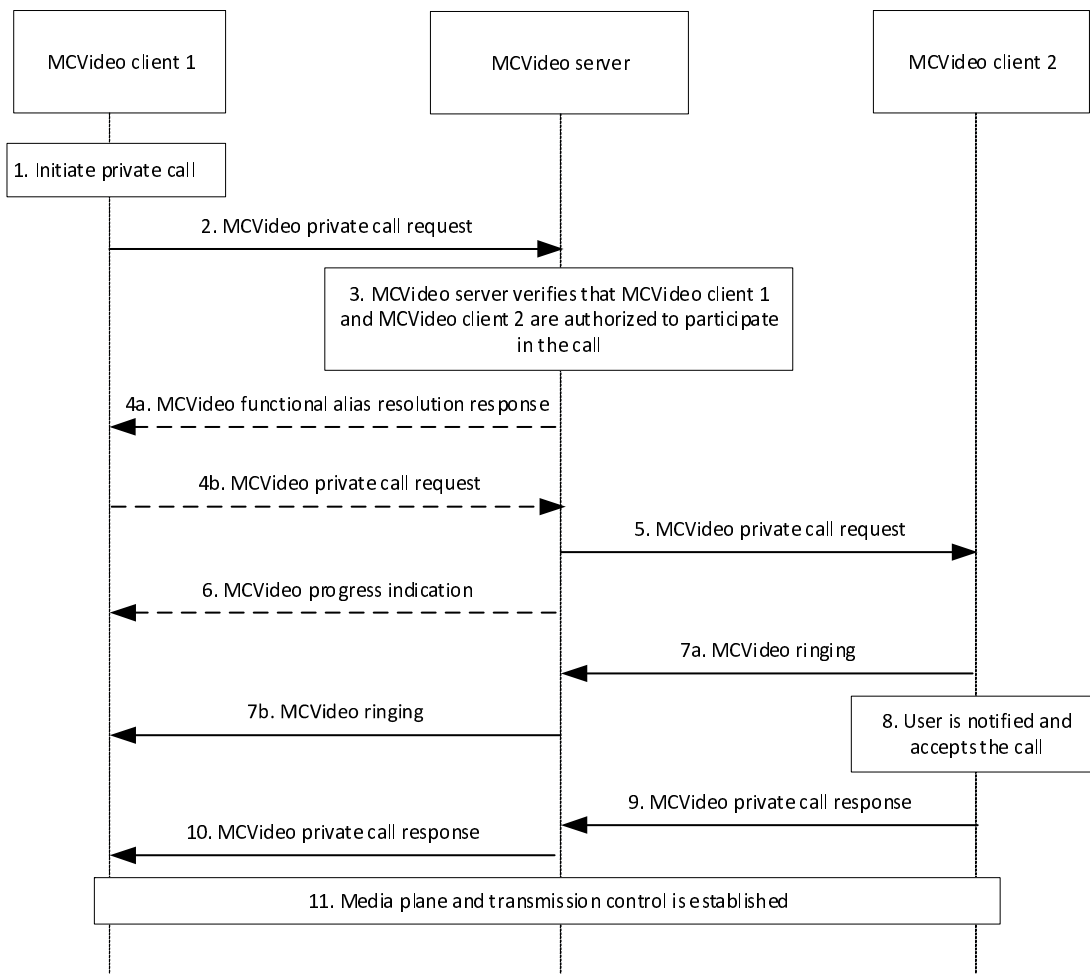 MCVideo client 1
MCVideo server
MCVideo client 2
1. Initiate private call
2. MCVideo private call request
3. MCVideo server verifies that MCVideo client 1
and MCVideo client 2 are authorized to participate
in the call
4a. MCVideo functional alias resolution response
4b. MCVideo private call request
5. MCVideo private call request
6. MCVideo progress indication
7a. MCVideo ringing
7b. MCVideo ringing
8. User is notified and
accepts the call
9. MCVideo private call response
10. MCVideo private call response
11. Media plane and transmission control is established